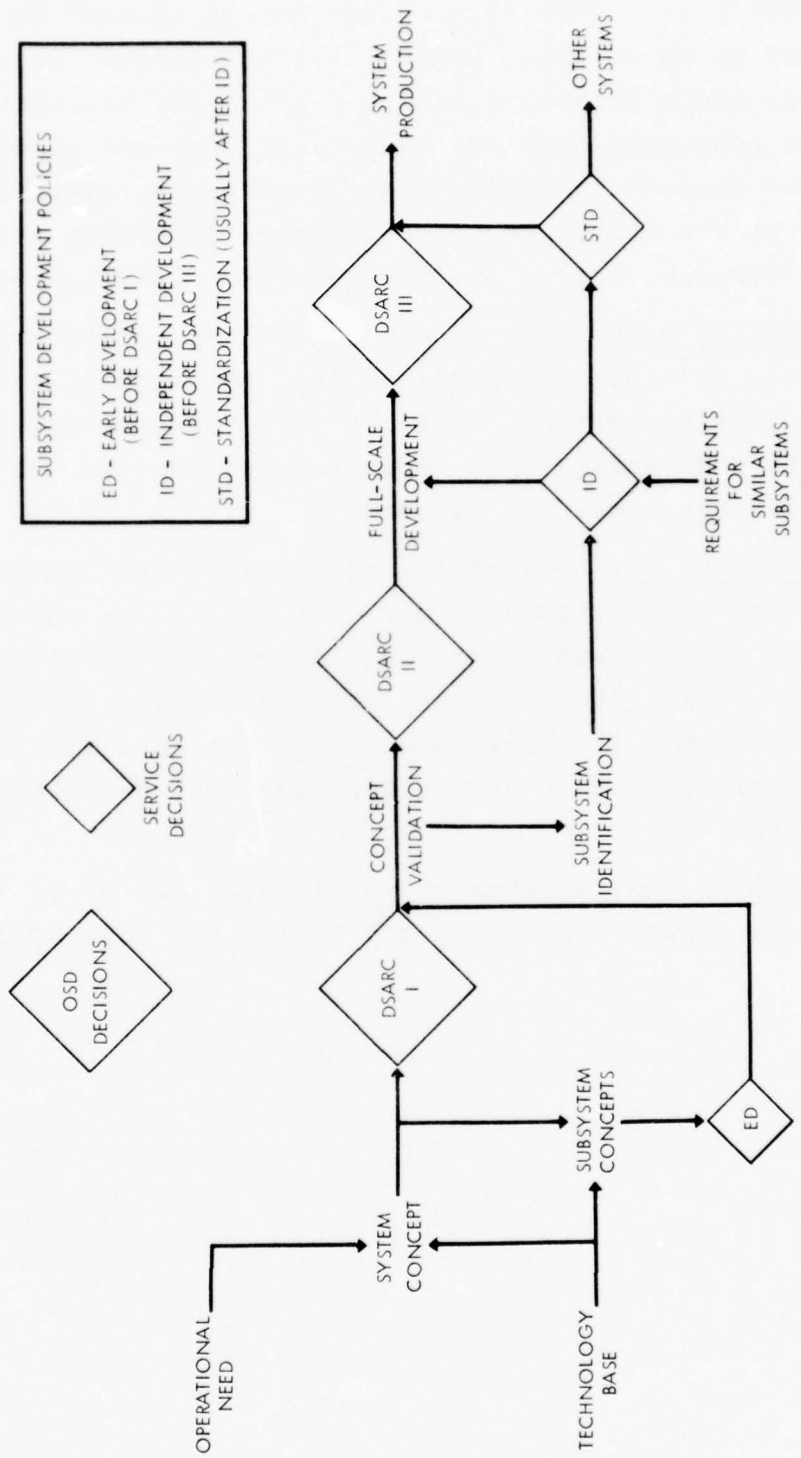 OSD
DECISIONS
SERVICE
DECISIONS
SUBSYSTEM DEVELOPMENT POLICIES
ED - EARLY DEVELOPMENT
(BEFORE DSARC I)
ID - INDEPENDENT DEVELOPMENT
(BEFORE DSARC III)
STD - STANDARDIZATION (USUALLY AFTER ID)
OPERATIONAL
NEED
SYSTEM
CONCEPT
DSARC
I
CONCEPT
VALIDATION
DSARC
II
FULL-SCALE
DEVELOPMENT
DSARC
III
SYSTEM
PRODUCTION
TECHNOLOGY
BASE
SUBSYSTEM
CONCEPTS
ED
SUBSYSTEM
IDENTIFICATION
ID
REQUIREMENTS
FOR
SIMILAR
SUBSYSTEMS
STD
OTHER
SYSTEMS